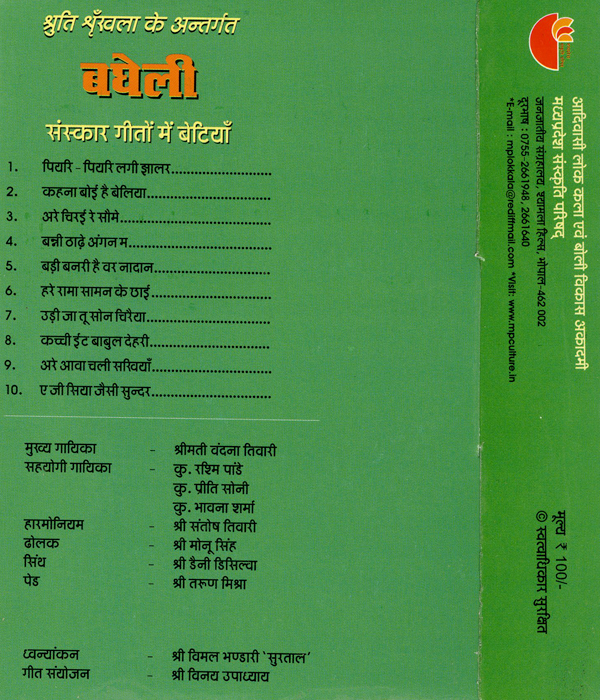 श्रुति श्रृंखला के अन्तर्गत
बघेली
संस्कार गीतों में बेटियाँ
1. पियरि - पियरि लगी झालर
2. कहना बोई है बेलिया
3. अरे चिरई रे सीमे
4. बन्नी ठाढ़े अंगन म
5. बड़ी बनरी है वर नादान
6. हरे रामा सामन के छाई
7. उड़ी जा तू सोन चिरैया
8. कच्ची ईट बाबुल देहरी
9. अरे आवा चली सखियाँ
10. ए जी सिया जैसी सुन्दर
मुख्य गायिका - श्रीमती वंदना तिवारी
सहयोगी गायिका - कु. रश्मि पांडे
कु. प्रीति सोनी
कु. भावना शर्मा
हारमोनियम - श्री संतोष तिवारी
ढोलक - श्री मोनू सिंह
सिंथ - श्री डैनी डिसिल्वा
पेड - श्री तरूण मिश्रा
ध्वन्यांकन - श्री विमल भण्डारी 'सुरताल'
गीत संयोजन - श्री विनय उपाध्याय
आदिवासी लोक कला एवं बोली विकास अकादमी
मध्यप्रदेश संस्कृति परिषद्
जनजातीय संग्रहालय, श्यामला हिल्स, भोपाल-462 002
दूरभाष : 0755-2661948, 2661640
*E-mail : mplokkala@rediffmail.com *Visit: www.mpculture.in
मूल्य ₹ 100/-
© स्वत्वाधिकार सुरक्षित